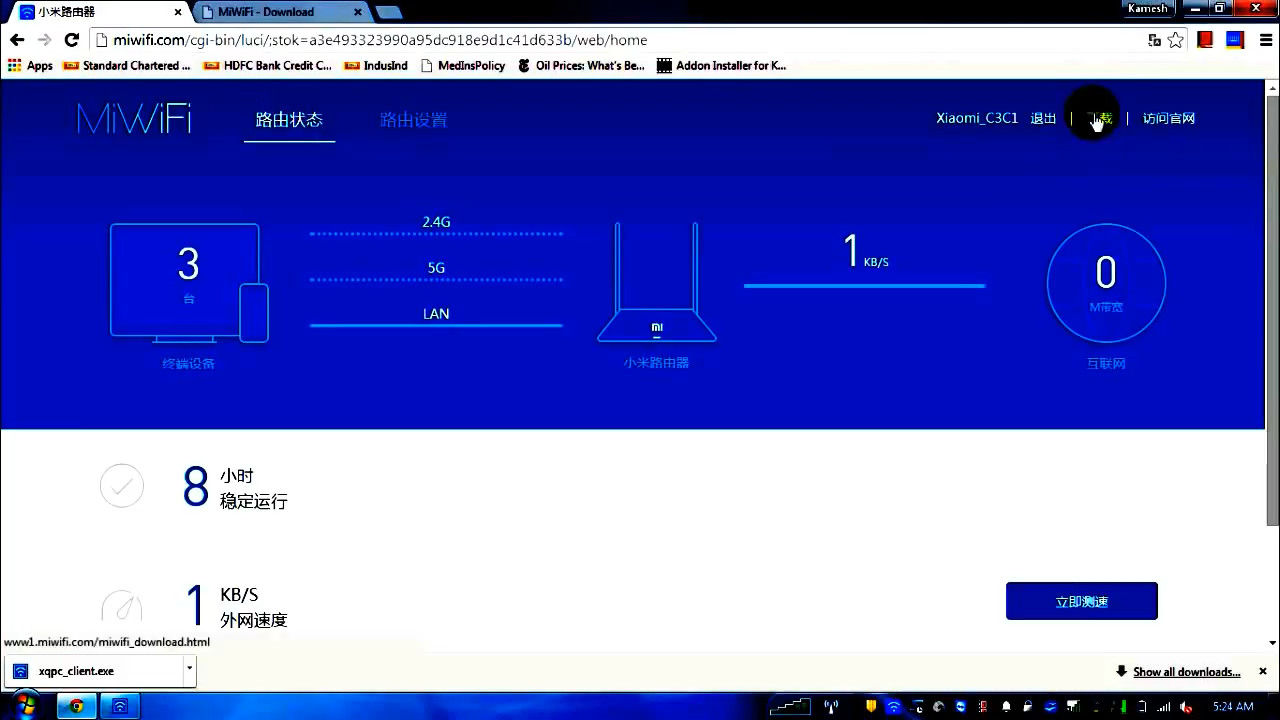 小米路由器
MiWiFi - Download
Kamesh
miwifi.com/cgi-bin/luci/;stok=a3e493323990a95dc918e9d1c41d633b/web/home
Apps Standard Chartered ... HDFC Bank Credit C... IndusInd MedInsPolicy Oil Prices: What's Be... Addon Installer for K...
MiWiFi 路由状态 路由设置 Xiaomi_C3C1 退出 | 下载 | 访问官网
2.4G
3
台
1 KB/S
0
M带宽
5G
LAN
MI
终端设备
小米路由器
互联网
8 小时
稳定运行
1 KB/S
外网速度
立即测速
www1.miwifi.com/miwifi_download.html
xqpc_client.exe
Show all downloads...
5:24 AM